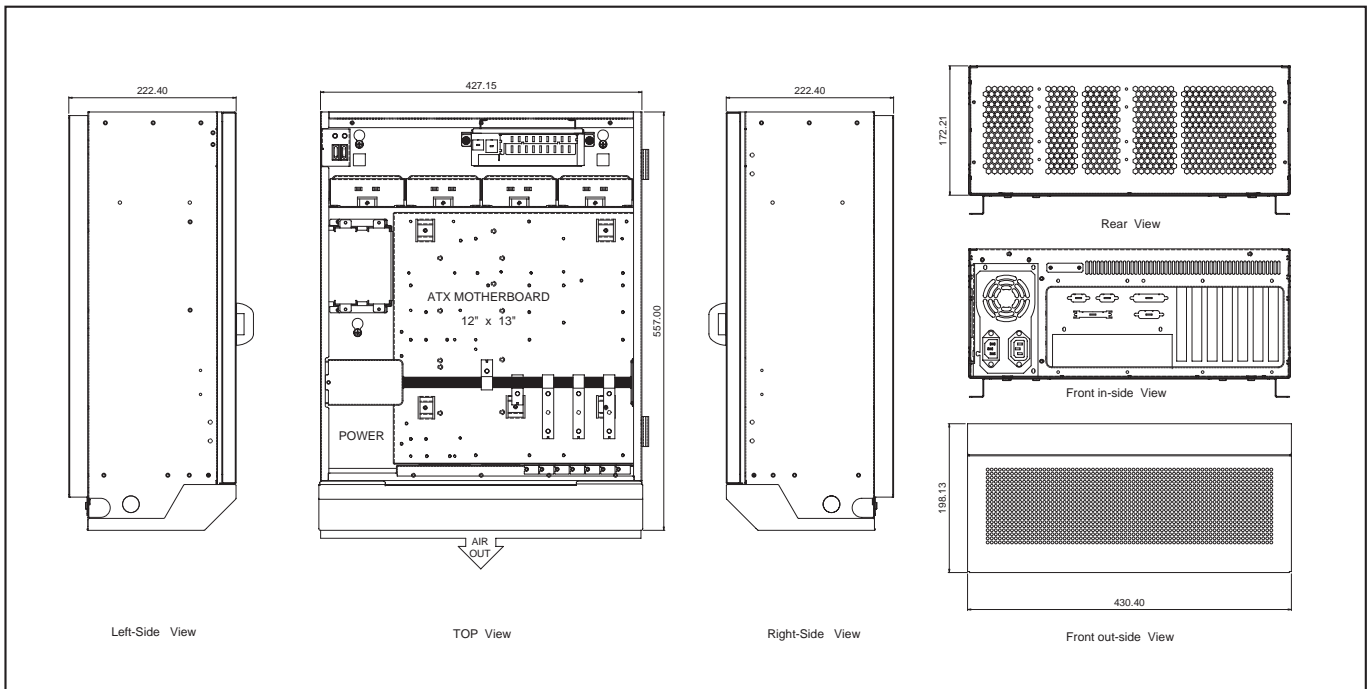 222.40
427.15
222.40
172.21
Rear View
ATX MOTHERBOARD
12" x 13"
557.00
Front in-side View
POWER
198.13
AIR
OUT
430.40
Left-Side View
TOP View
Right-Side View
Front out-side View